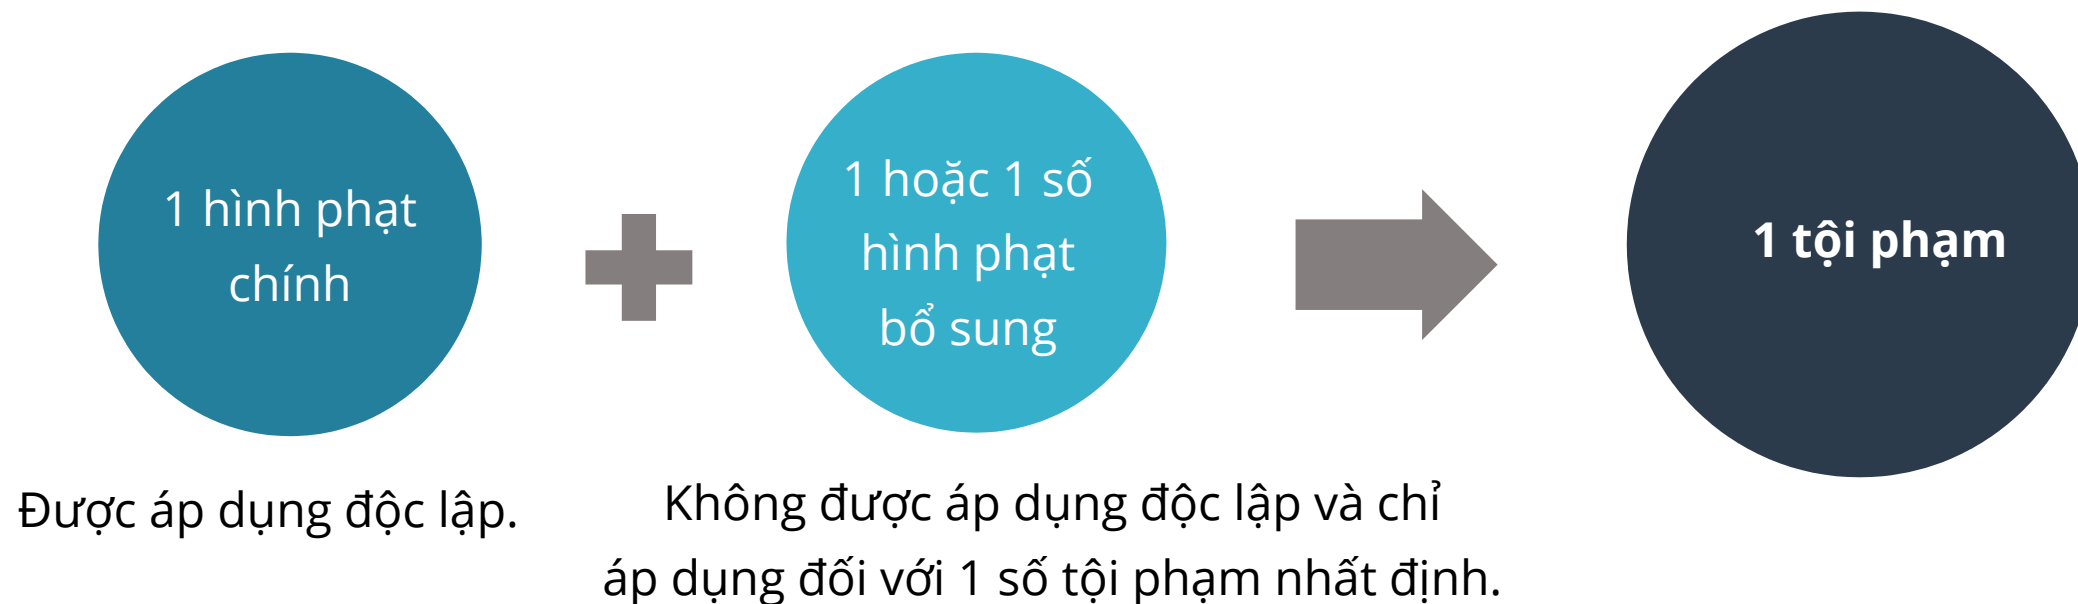 1 hình phạt
chính
1 hoặc 1 số
hình phạt
bổ sung
1 tội phạm
Được áp dụng độc lập.
Không được áp dụng độc lập và chỉ
áp dụng đối với 1 số tội phạm nhất định.